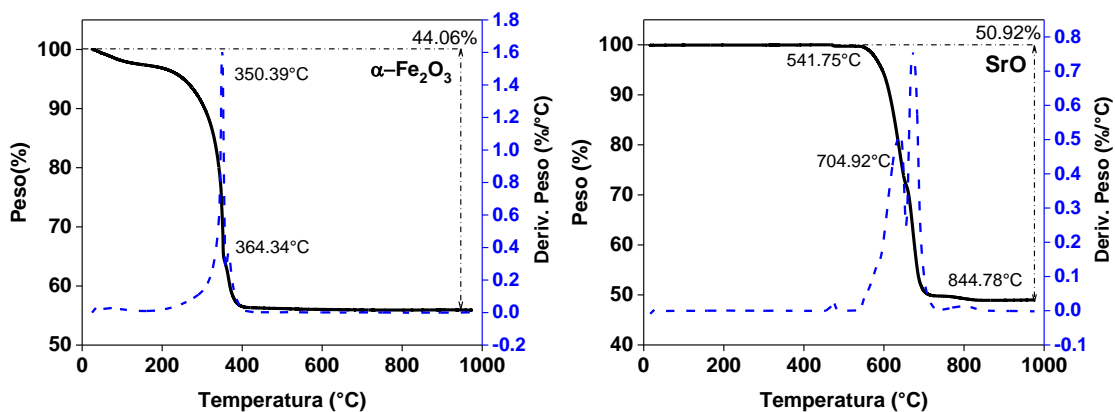 44.06%
α–Fe₂O₃
350.39°C
364.34°C
100
90
80
70
60
50
Peso(%)
1.8
1.6
1.4
1.2
1.0
0.8
0.6
0.4
0.2
0.0
-0.2
Deriv. Peso (%/°C)
0 200 400 600 800 1000
Temperatura (°C)
50.92%
SrO
541.75°C
704.92°C
844.78°C
100
90
80
70
60
50
40
Peso (%)
0.8
0.7
0.6
0.5
0.4
0.3
0.2
0.1
0.0
-0.1
Deriv. Peso (%/°C)
0 200 400 600 800 1000
Temperatura (°C)